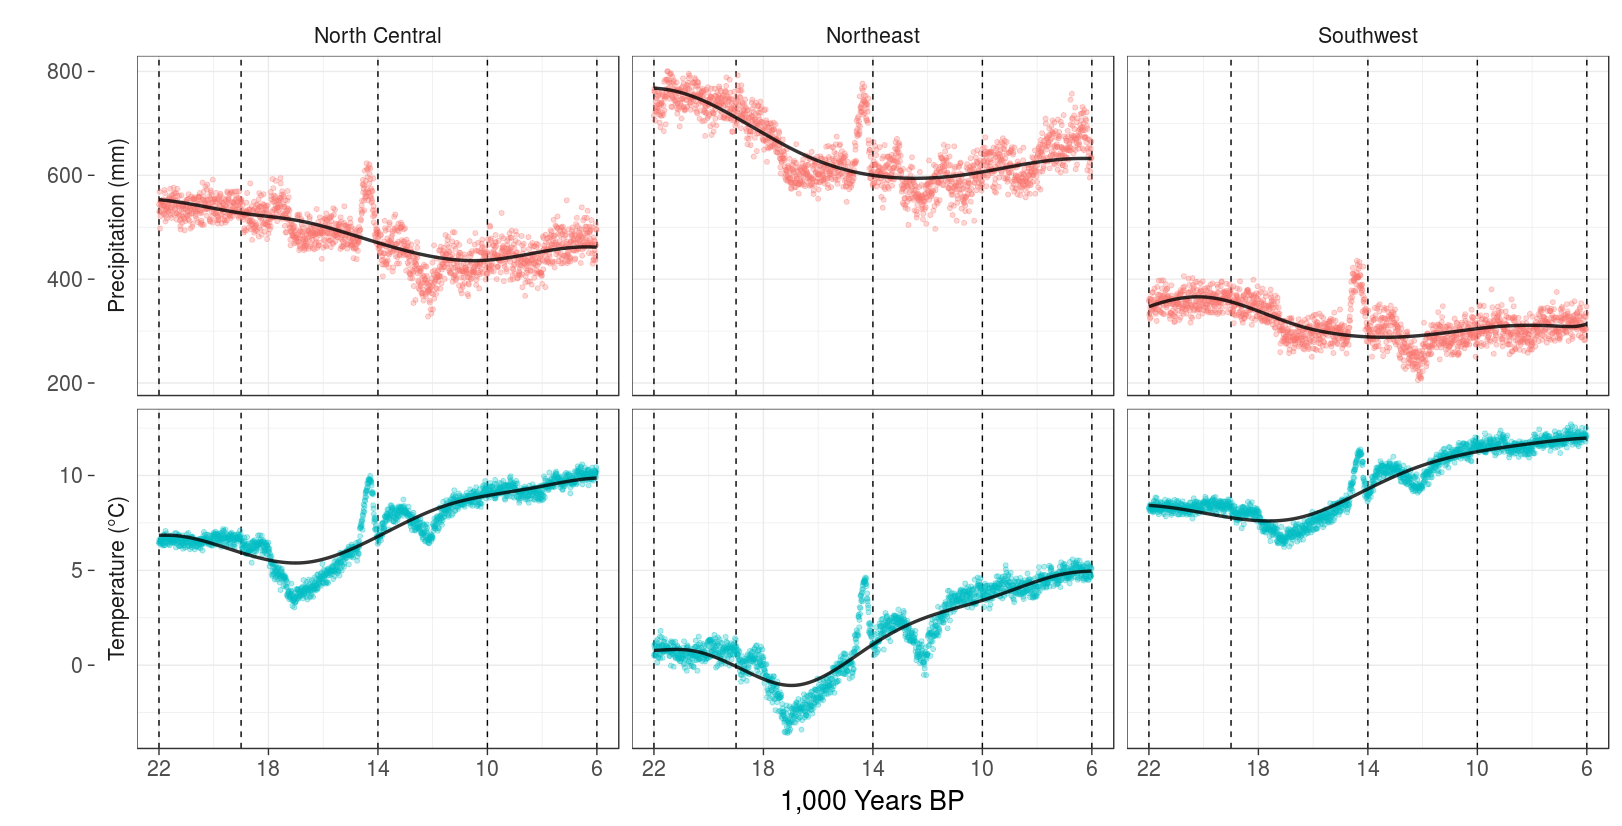 North Central Northeast Southwest
800
600
400
200
Precipitation (mm)
10
5
0
Temperature (°C)
22 18 14 10 6 22 18 14 10 6 22 18 14 10 6
1,000 Years BP